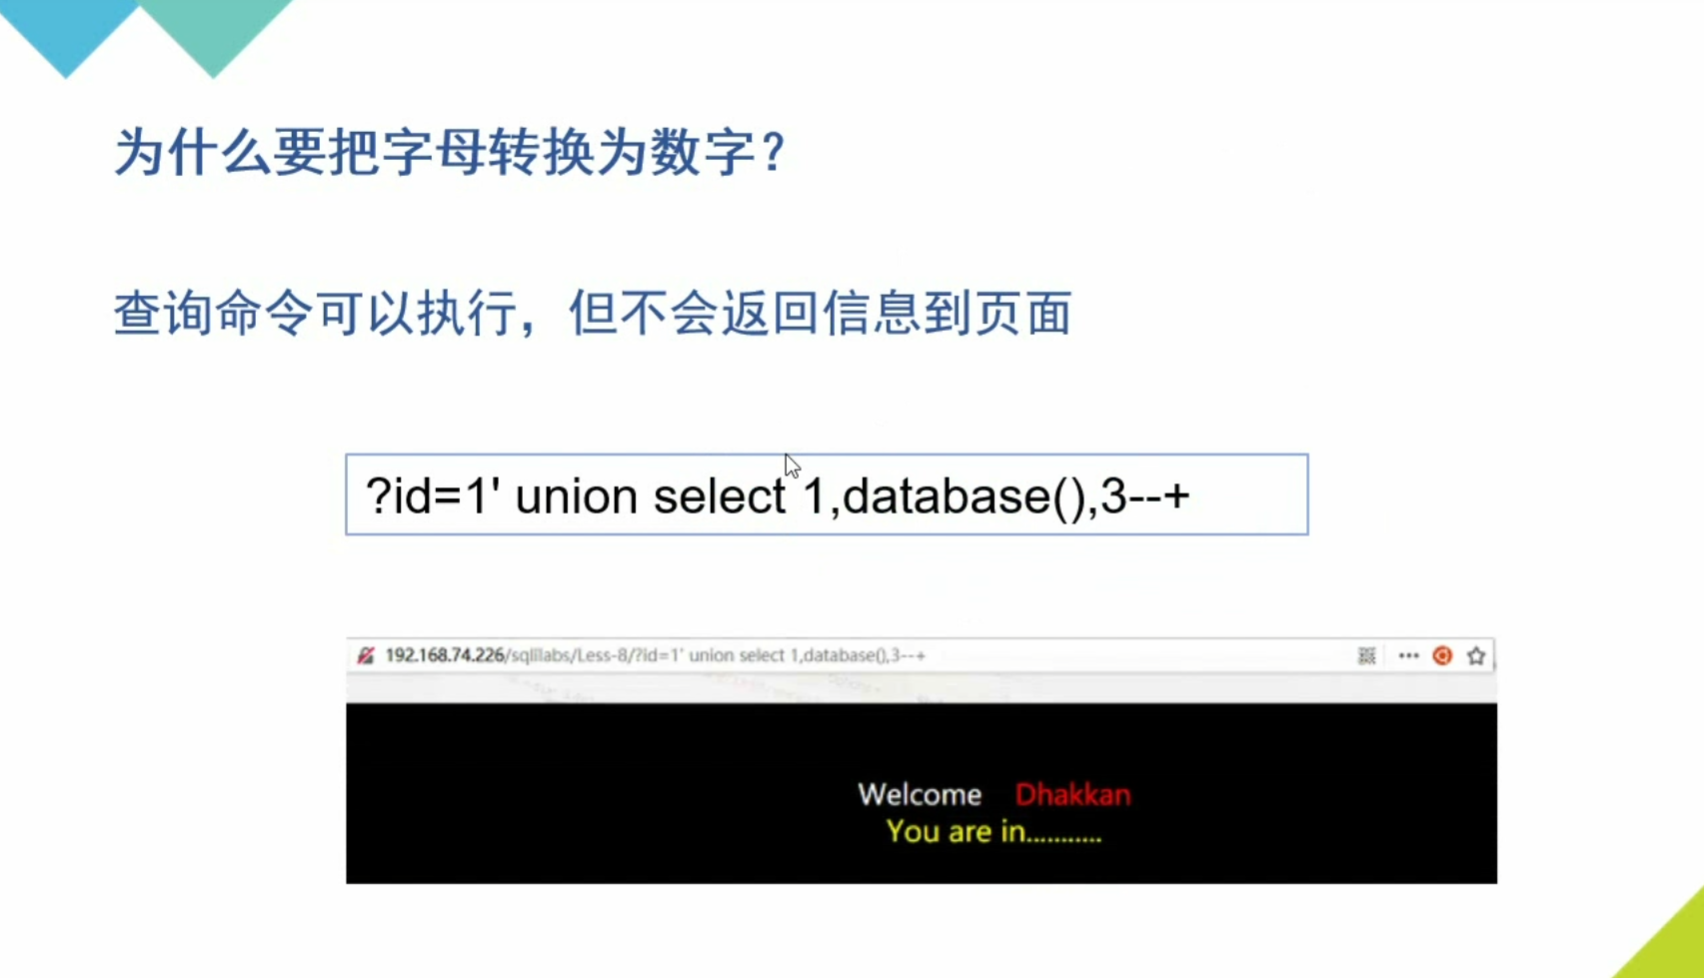 为什么要把字母转换为数字？
查询命令可以执行，但不会返回信息到页面
?id=1' union select 1,database(),3--+
192.168.74.226/sqlilabs/Less-8/?id=1' union select 1,database(),3--+
Welcome Dhakkan
You are in...........